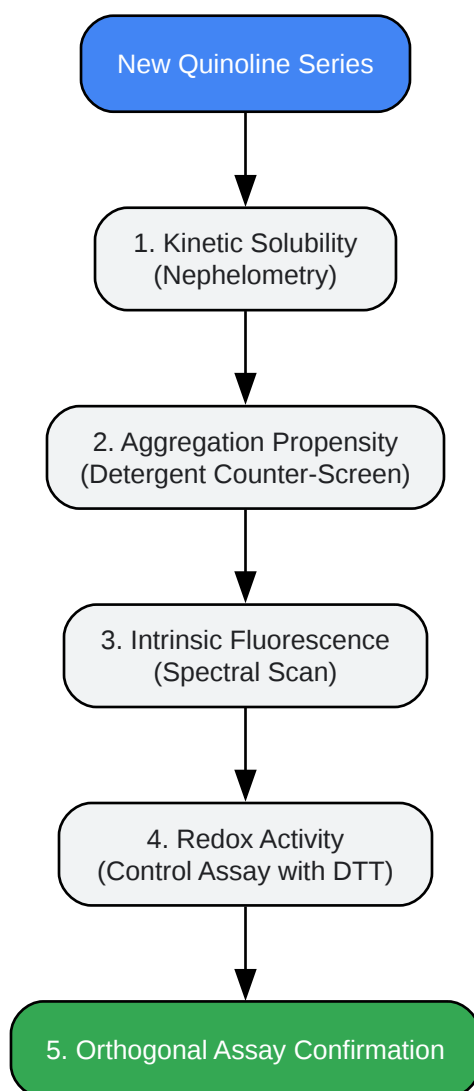 New Quinoline Series
1. Kinetic Solubility
(Nephelometry)
2. Aggregation Propensity
(Detergent Counter-Screen)
3. Intrinsic Fluorescence
(Spectral Scan)
4. Redox Activity
(Control Assay with DTT)
5. Orthogonal Assay Confirmation